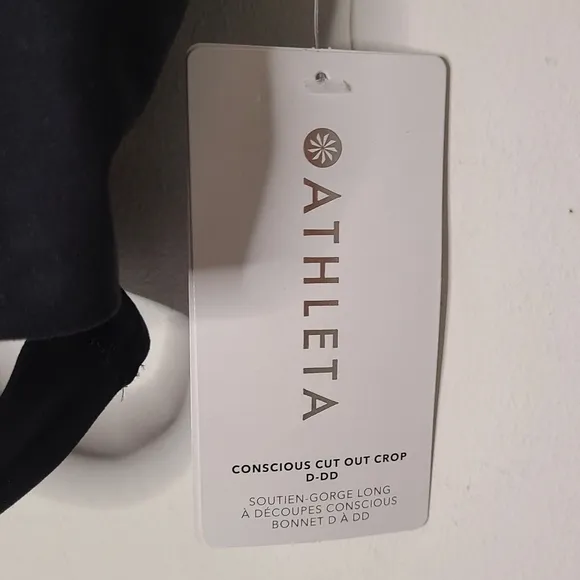 ATHLETA
CONSCIOUS CUT OUT CROP
D-DD
SOUTIEN-GORGE LONG
À DÉCOUPES CONSCIOUS
BONNET D À DD